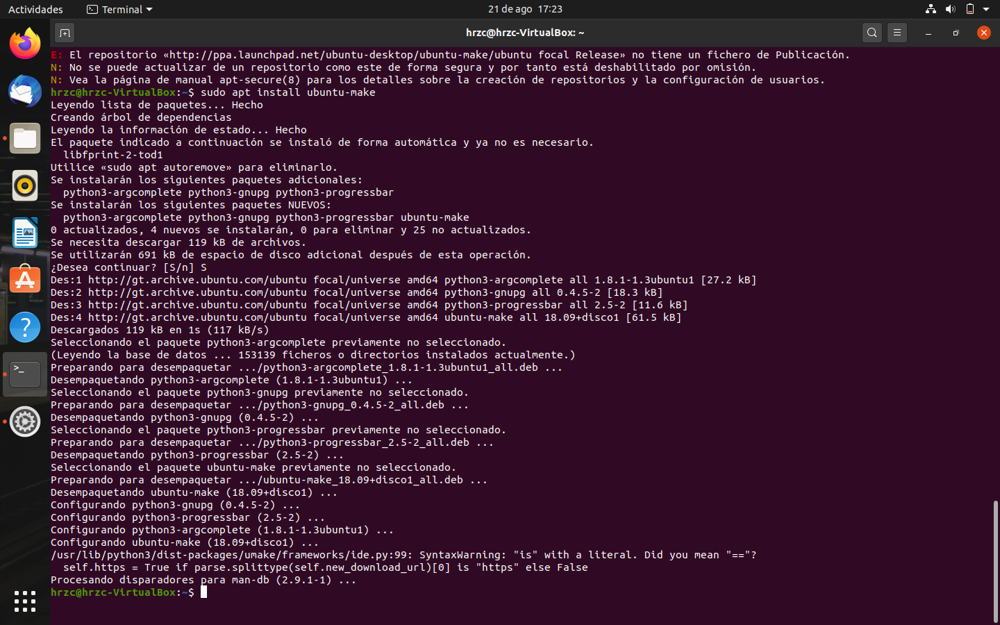 Actividades
Terminal
21 de ago 17:23
hrzc@hrzc-VirtualBox: ~
E: El repositorio «http://ppa.launchpad.net/ubuntu-desktop/ubuntu-make/ubuntu focal Release» no tiene un fichero de Publicación.
N: No se puede actualizar de un repositorio como este de forma segura y por tanto está deshabilitado por omisión.
N: Vea la página de manual apt-secure(8) para los detalles sobre la creación de repositorios y la configuración de usuarios.
hrzc@hrzc-VirtualBox:~$ sudo apt install ubuntu-make
Leyendo lista de paquetes... Hecho
Creando árbol de dependencias
Leyendo la información de estado... Hecho
El paquete indicado a continuación se instaló de forma automática y ya no es necesario.
  libfprint-2-tod1
Utilice «sudo apt autoremove» para eliminarlo.
Se instalarán los siguientes paquetes adicionales:
  python3-argcomplete python3-gnupg python3-progressbar
Se instalarán los siguientes paquetes NUEVOS:
  python3-argcomplete python3-gnupg python3-progressbar ubuntu-make
0 actualizados, 4 nuevos se instalarán, 0 para eliminar y 25 no actualizados.
Se necesita descargar 119 kB de archivos.
Se utilizarán 691 kB de espacio de disco adicional después de esta operación.
¿Desea continuar? [S/n] S
Des:1 http://gt.archive.ubuntu.com/ubuntu focal/universe amd64 python3-argcomplete all 1.8.1-1.3ubuntu1 [27.2 kB]
Des:2 http://gt.archive.ubuntu.com/ubuntu focal/universe amd64 python3-gnupg all 0.4.5-2 [18.3 kB]
Des:3 http://gt.archive.ubuntu.com/ubuntu focal/universe amd64 python3-progressbar all 2.5-2 [11.6 kB]
Des:4 http://gt.archive.ubuntu.com/ubuntu focal/universe amd64 ubuntu-make all 18.09+disco1 [61.5 kB]
Descargados 119 kB en 1s (117 kB/s)
Seleccionando el paquete python3-argcomplete previamente no seleccionado.
(Leyendo la base de datos ... 153139 ficheros o directorios instalados actualmente.)
Preparando para desempaquetar .../python3-argcomplete_1.8.1-1.3ubuntu1_all.deb ...
Desempaquetando python3-argcomplete (1.8.1-1.3ubuntu1) ...
Seleccionando el paquete python3-gnupg previamente no seleccionado.
Preparando para desempaquetar .../python3-gnupg_0.4.5-2_all.deb ...
Desempaquetando python3-gnupg (0.4.5-2) ...
Seleccionando el paquete python3-progressbar previamente no seleccionado.
Preparando para desempaquetar .../python3-progressbar_2.5-2_all.deb ...
Desempaquetando python3-progressbar (2.5-2) ...
Seleccionando el paquete ubuntu-make previamente no seleccionado.
Preparando para desempaquetar .../ubuntu-make_18.09+disco1_all.deb ...
Desempaquetando ubuntu-make (18.09+disco1) ...
Configurando python3-gnupg (0.4.5-2) ...
Configurando python3-progressbar (2.5-2) ...
Configurando python3-argcomplete (1.8.1-1.3ubuntu1) ...
Configurando ubuntu-make (18.09+disco1) ...
/usr/lib/python3/dist-packages/umake/frameworks/ide.py:99: SyntaxWarning: "is" with a literal. Did you mean "=="?
  self.https = True if parse.splittype(self.new_download_url)[0] is "https" else False
Procesando disparadores para man-db (2.9.1-1) ...
hrzc@hrzc-VirtualBox:~$